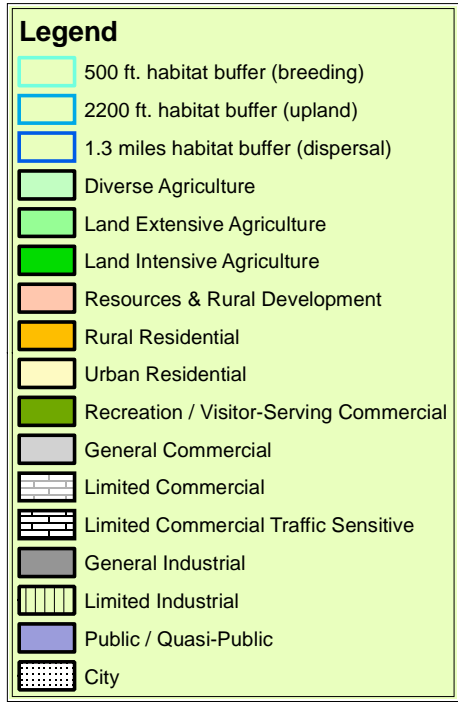 Legend
500 ft. habitat buffer (breeding)
2200 ft. habitat buffer (upland)
1.3 miles habitat buffer (dispersal)
Diverse Agriculture
Land Extensive Agriculture
Land Intensive Agriculture
Resources & Rural Development
Rural Residential
Urban Residential
Recreation / Visitor-Serving Commercial
General Commercial
Limited Commercial
Limited Commercial Traffic Sensitive
General Industrial
Limited Industrial
Public / Quasi-Public
City